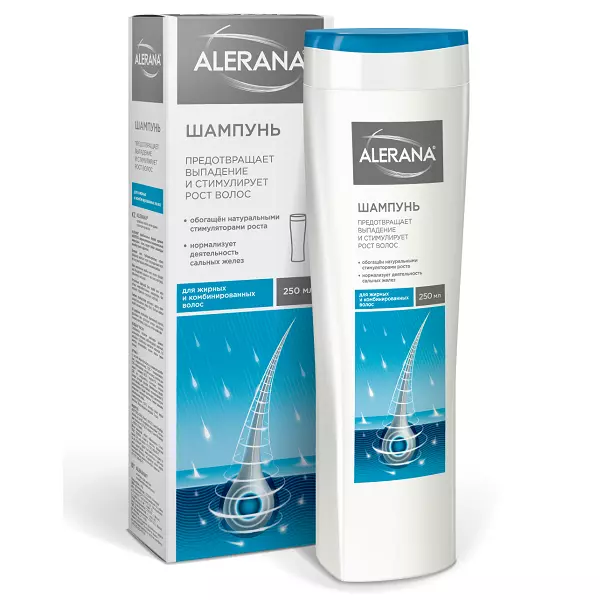 ALERANA®
ALERANA®
ШАМПУНЬ
ПРЕДОТВРАЩАЕТ
ВЫПАДЕНИЕ
И СТИМУЛИРУЕТ
РОСТ ВОЛОС
• обогащён натуральными
стимуляторами роста
• нормализует
деятельность
сальных желез
для жирных
и комбинированных
волос
250 мл
ALERANA®
ШАМПУНЬ
ПРЕДОТВРАЩАЕТ
ВЫПАДЕНИЕ
И СТИМУЛИРУЕТ
РОСТ ВОЛОС
• обогащён натуральными
стимуляторами роста
• нормализует деятельность
сальных желез
для жирных
и комбинированных
волос
250 мл